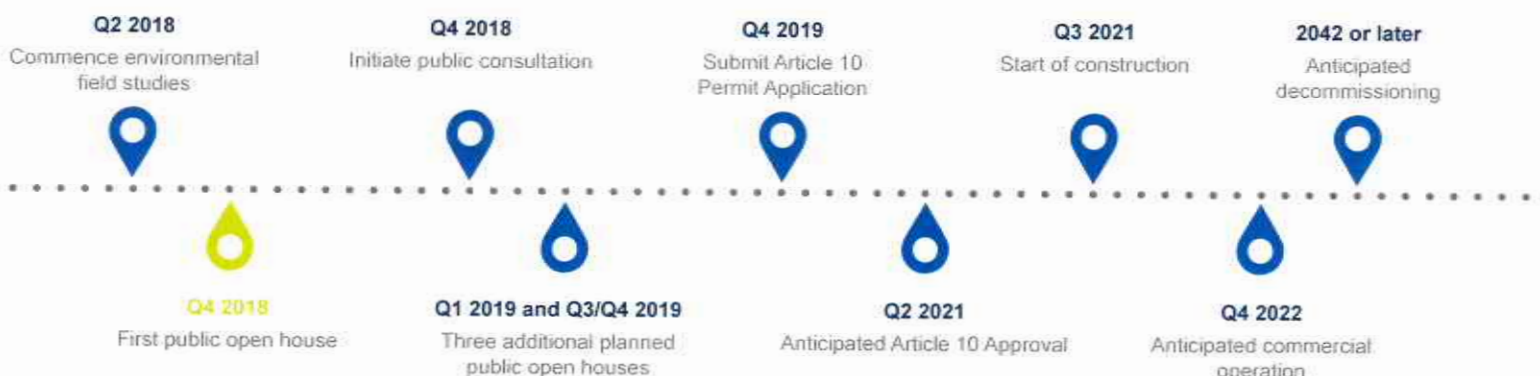 Q2 2018
Commence environmental
field studies
Q4 2018
Initiate public consultation
Q4 2019
Submit Article 10
Permit Application
Q3 2021
Start of construction
2042 or later
Anticipated
decommissioning
Q4 2018
First public open house
Q1 2019 and Q3/Q4 2019
Three additional planned
public open houses
Q2 2021
Anticipated Article 10 Approval
Q4 2022
Anticipated commercial
operation